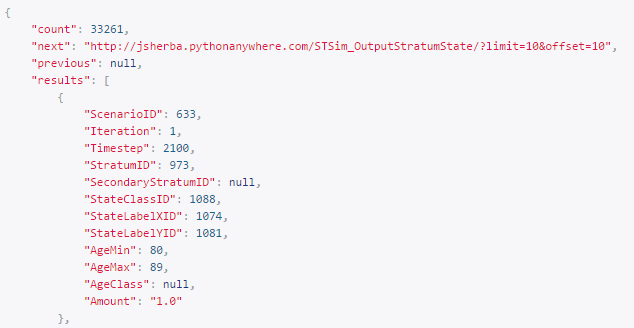 {
"count": 33261,
"next": "http://jsherba.pythonanywhere.com/STSim_OutputStratumState/?limit=10&offset=10",
"previous": null,
"results": [
{
"ScenarioID": 633,
"Iteration": 1,
"Timestep": 2100,
"StratumID": 973,
"SecondaryStratumID": null,
"StateClassID": 1088,
"StateLabelXID": 1074,
"StateLabelYID": 1081,
"AgeMin": 80,
"AgeMax": 89,
"AgeClass": null,
"Amount": "1.0"
},